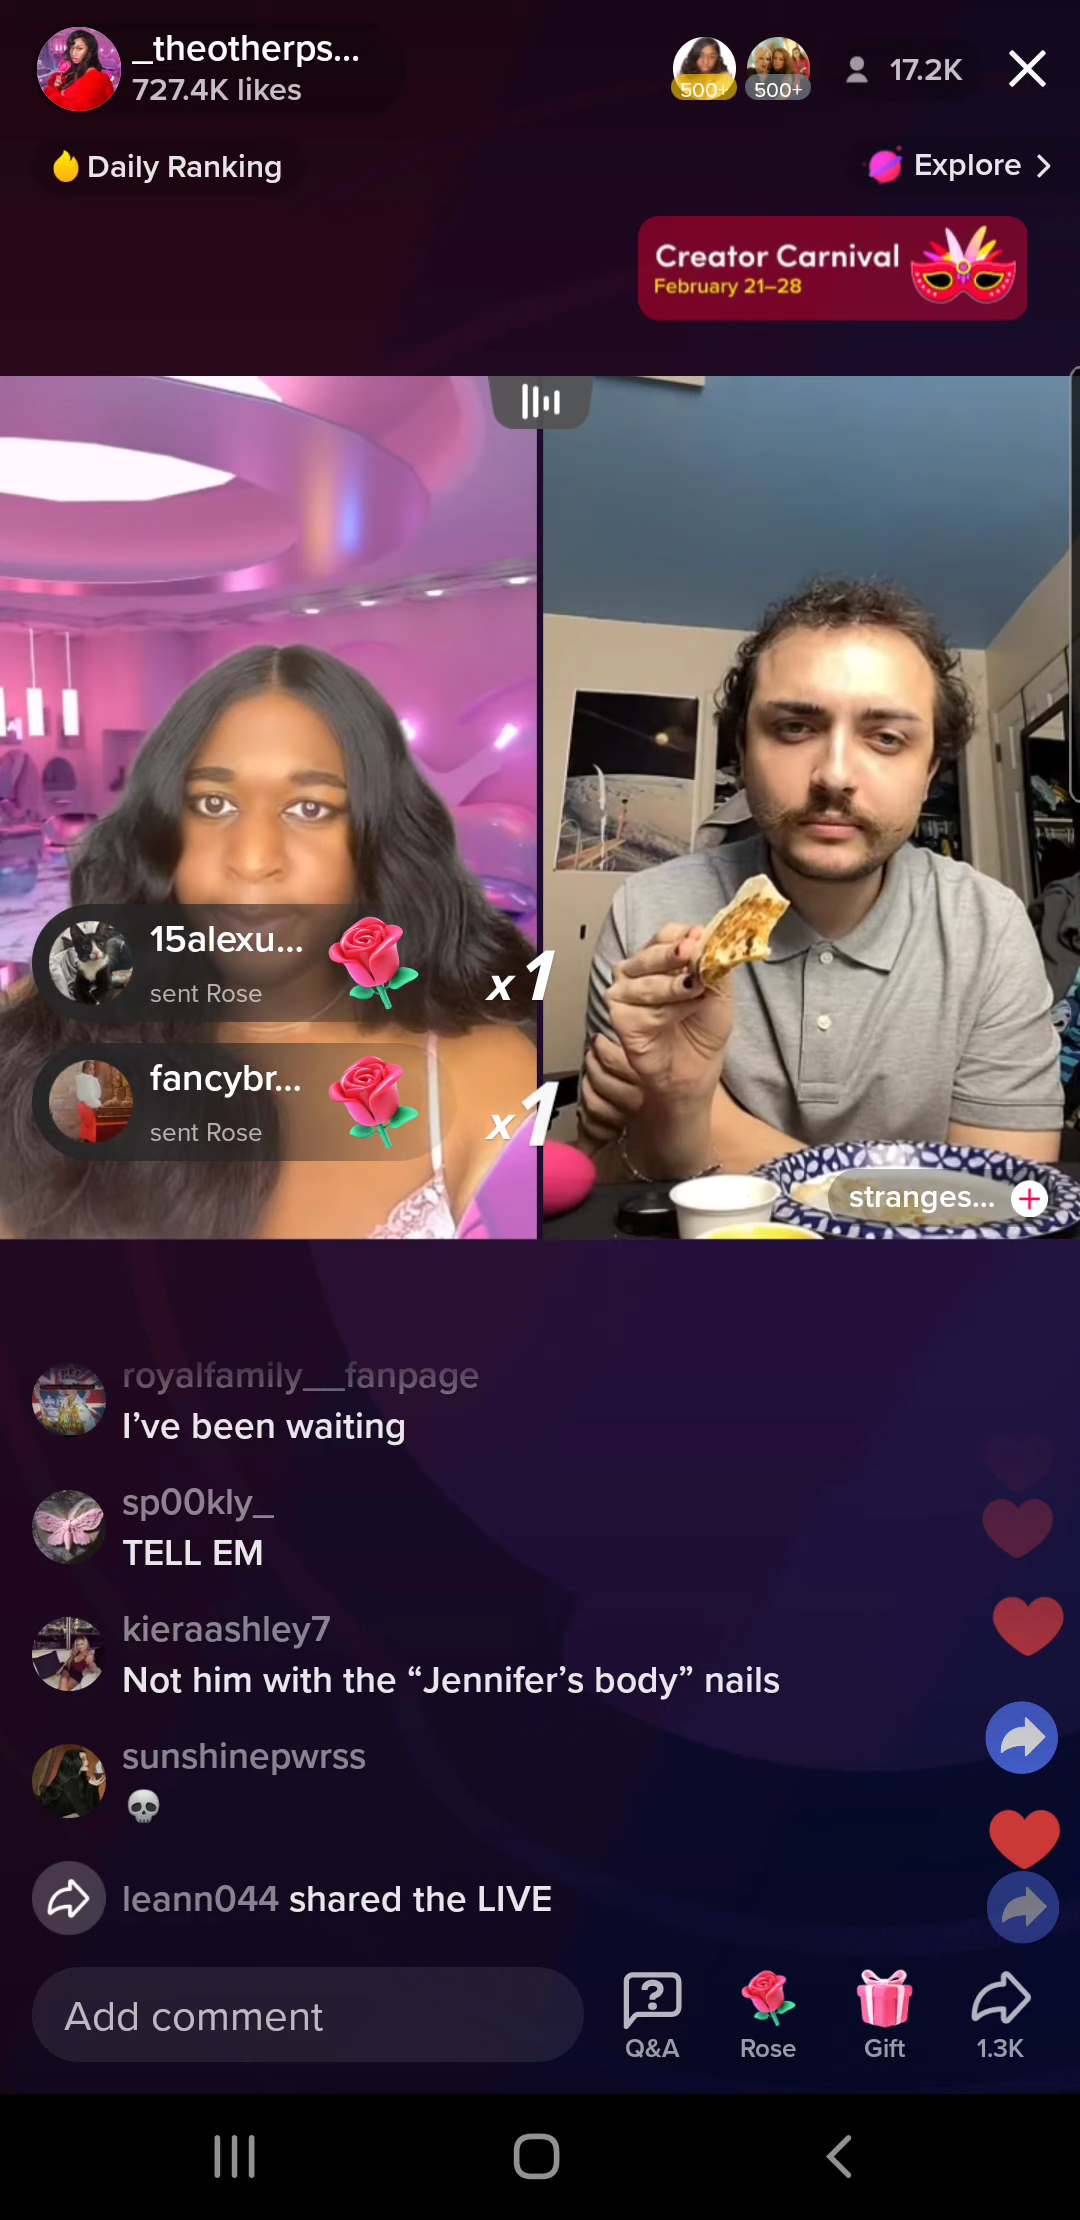 _theotherps...
727.4K likes
500+
500+
17.2K
Daily Ranking
Explore
Creator Carnival
February 21–28
15alexu...
sent Rose
x1
fancybr...
sent Rose
x1
stranges...
royalfamily__fanpage
I’ve been waiting
sp00kly_
TELL EM
kieraashley7
Not him with the “Jennifer’s body” nails
sunshinepwrss
💀
leann044 shared the LIVE
Add comment
Q&A
Rose
Gift
1.3K